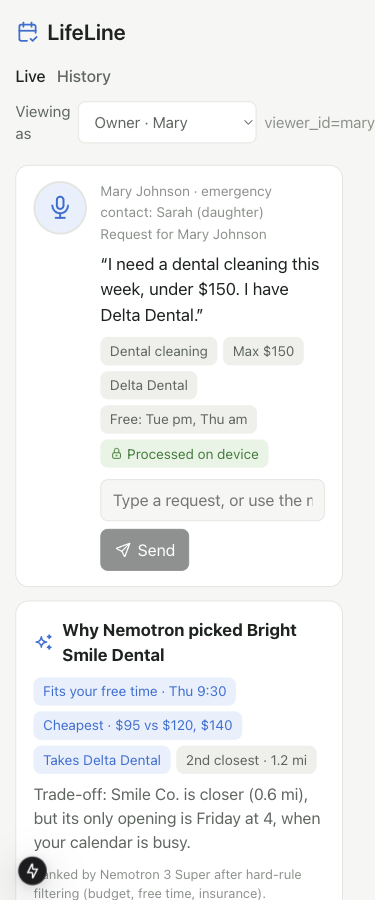 LifeLine
Live History
Viewing as
Owner · Mary
viewer_id=mary
Mary Johnson · emergency
contact: Sarah (daughter)
Request for Mary Johnson
“I need a dental cleaning this
week, under $150. I have
Delta Dental.”
Dental cleaning Max $150
Delta Dental
Free: Tue pm, Thu am
Processed on device
Type a request, or use the
Send
Why Nemotron picked Bright
Smile Dental
Fits your free time · Thu 9:30
Cheapest · $95 vs $120, $140
Takes Delta Dental 2nd closest · 1.2 mi
Trade-off: Smile Co. is closer (0.6 mi),
but its only opening is Friday at 4, when
your calendar is busy.
anked by Nemotron 3 Super after hard-rule
filtering (budget, free time, insurance).